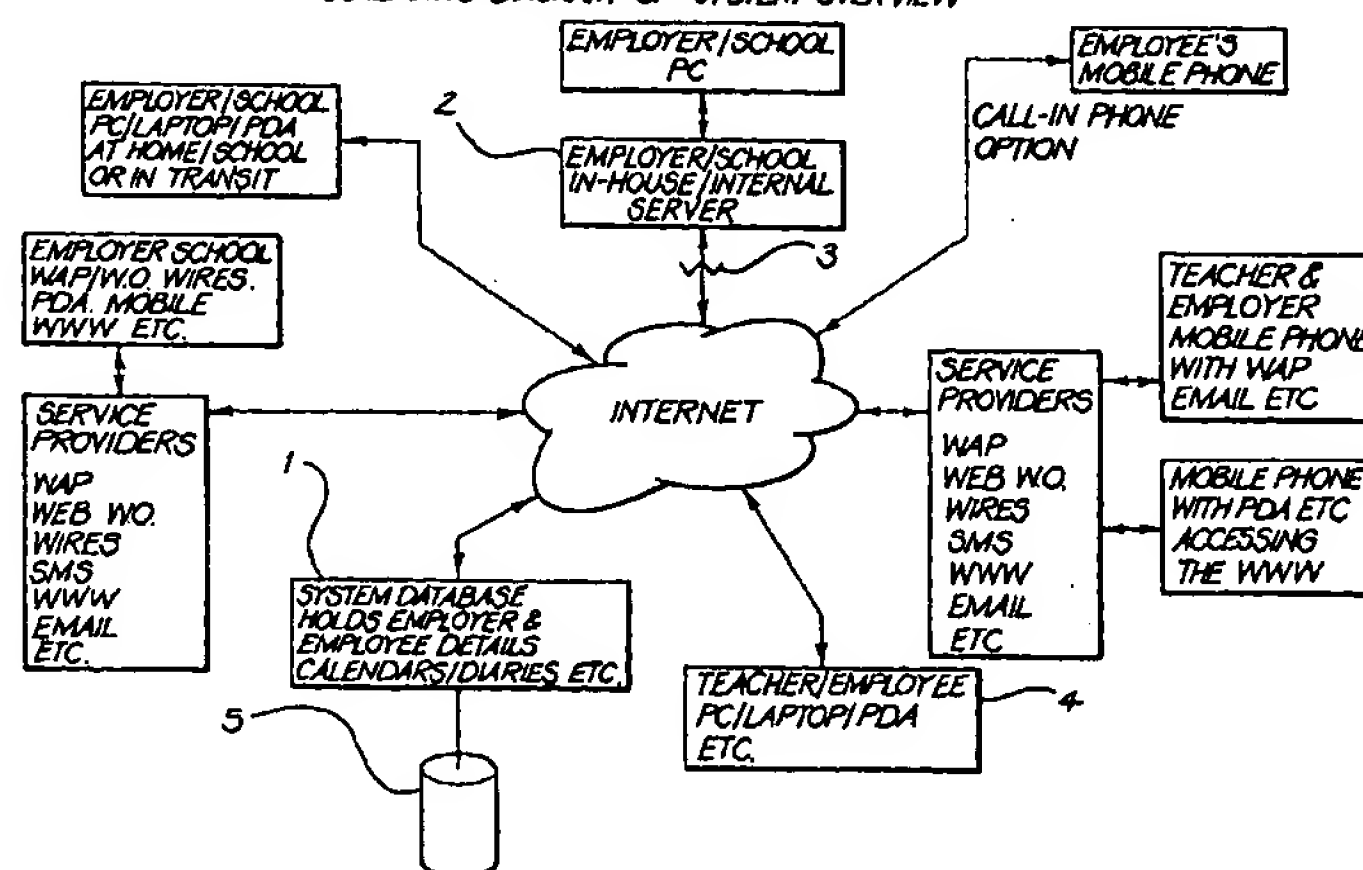 SYSTEM OVERVIEW
EMPLOYER/SCHOOL
PC
EMPLOYEE'S
MOBILE PHONE
CALL-IN PHONE
OPTION
EMPLOYER/SCHOOL
PC/LAPTOP/PDA
AT HOME/SCHOOL
OR IN TRANSIT
2
EMPLOYER/SCHOOL
IN-HOUSE/INTERNAL
SERVER
3
EMPLOYER SCHOOL
WAP/W.O. WIRES.
PDA. MOBILE
WWW ETC.
TEACHER &
EMPLOYER
MOBILE PHONE
WITH WAP
EMAIL ETC
SERVICE
PROVIDERS
WAP
WEB W.O.
WIRES
SMS
WWW
EMAIL
ETC.
INTERNET
SERVICE
PROVIDERS
WAP
WEB W.O.
WIRES
SMS
WWW
EMAIL
ETC
MOBILE PHONE
WITH PDA ETC
ACCESSING
THE WWW
1
SYSTEM DATABASE
HOLDS EMPLOYER &
EMPLOYEE DETAILS
CALENDARS/DIARIES ETC.
TEACHER/EMPLOYEE
PC/LAPTOP/PDA
ETC.
4
5